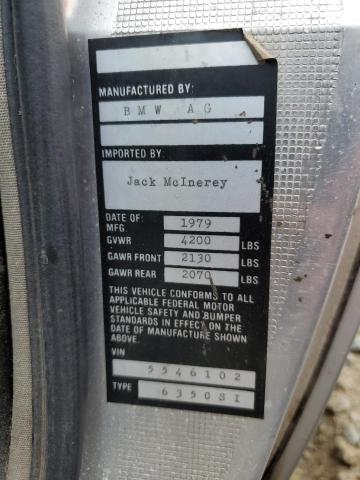 MANUFACTURED BY:
BMW AG
IMPORTED BY:
Jack McInerey
DATE OF MFG. 1979
GVWR 4200 LBS
GAWR FRONT 2130 LBS
GAWR REAR 2070 LBS
THIS VEHICLE CONFORMS TO ALL
APPLICABLE FEDERAL MOTOR
VEHICLE SAFETY AND BUMPER
STANDARDS IN EFFECT ON THE
DATE OF MANUFACTURE SHOWN
ABOVE.
VIN
5546102
TYPE 635CSI